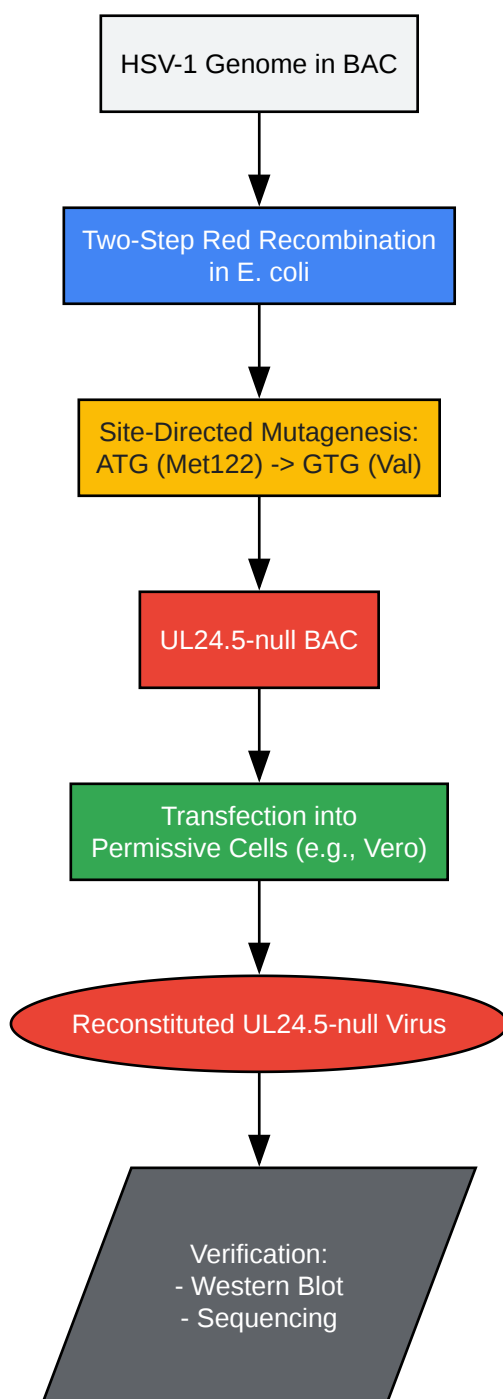 HSV-1 Genome in BAC
Two-Step Red Recombination
in E. coli
Site-Directed Mutagenesis:
ATG (Met122) -> GTG (Val)
UL24.5-null BAC
Transfection into
Permissive Cells (e.g., Vero)
Reconstituted UL24.5-null Virus
Verification:
- Western Blot
- Sequencing